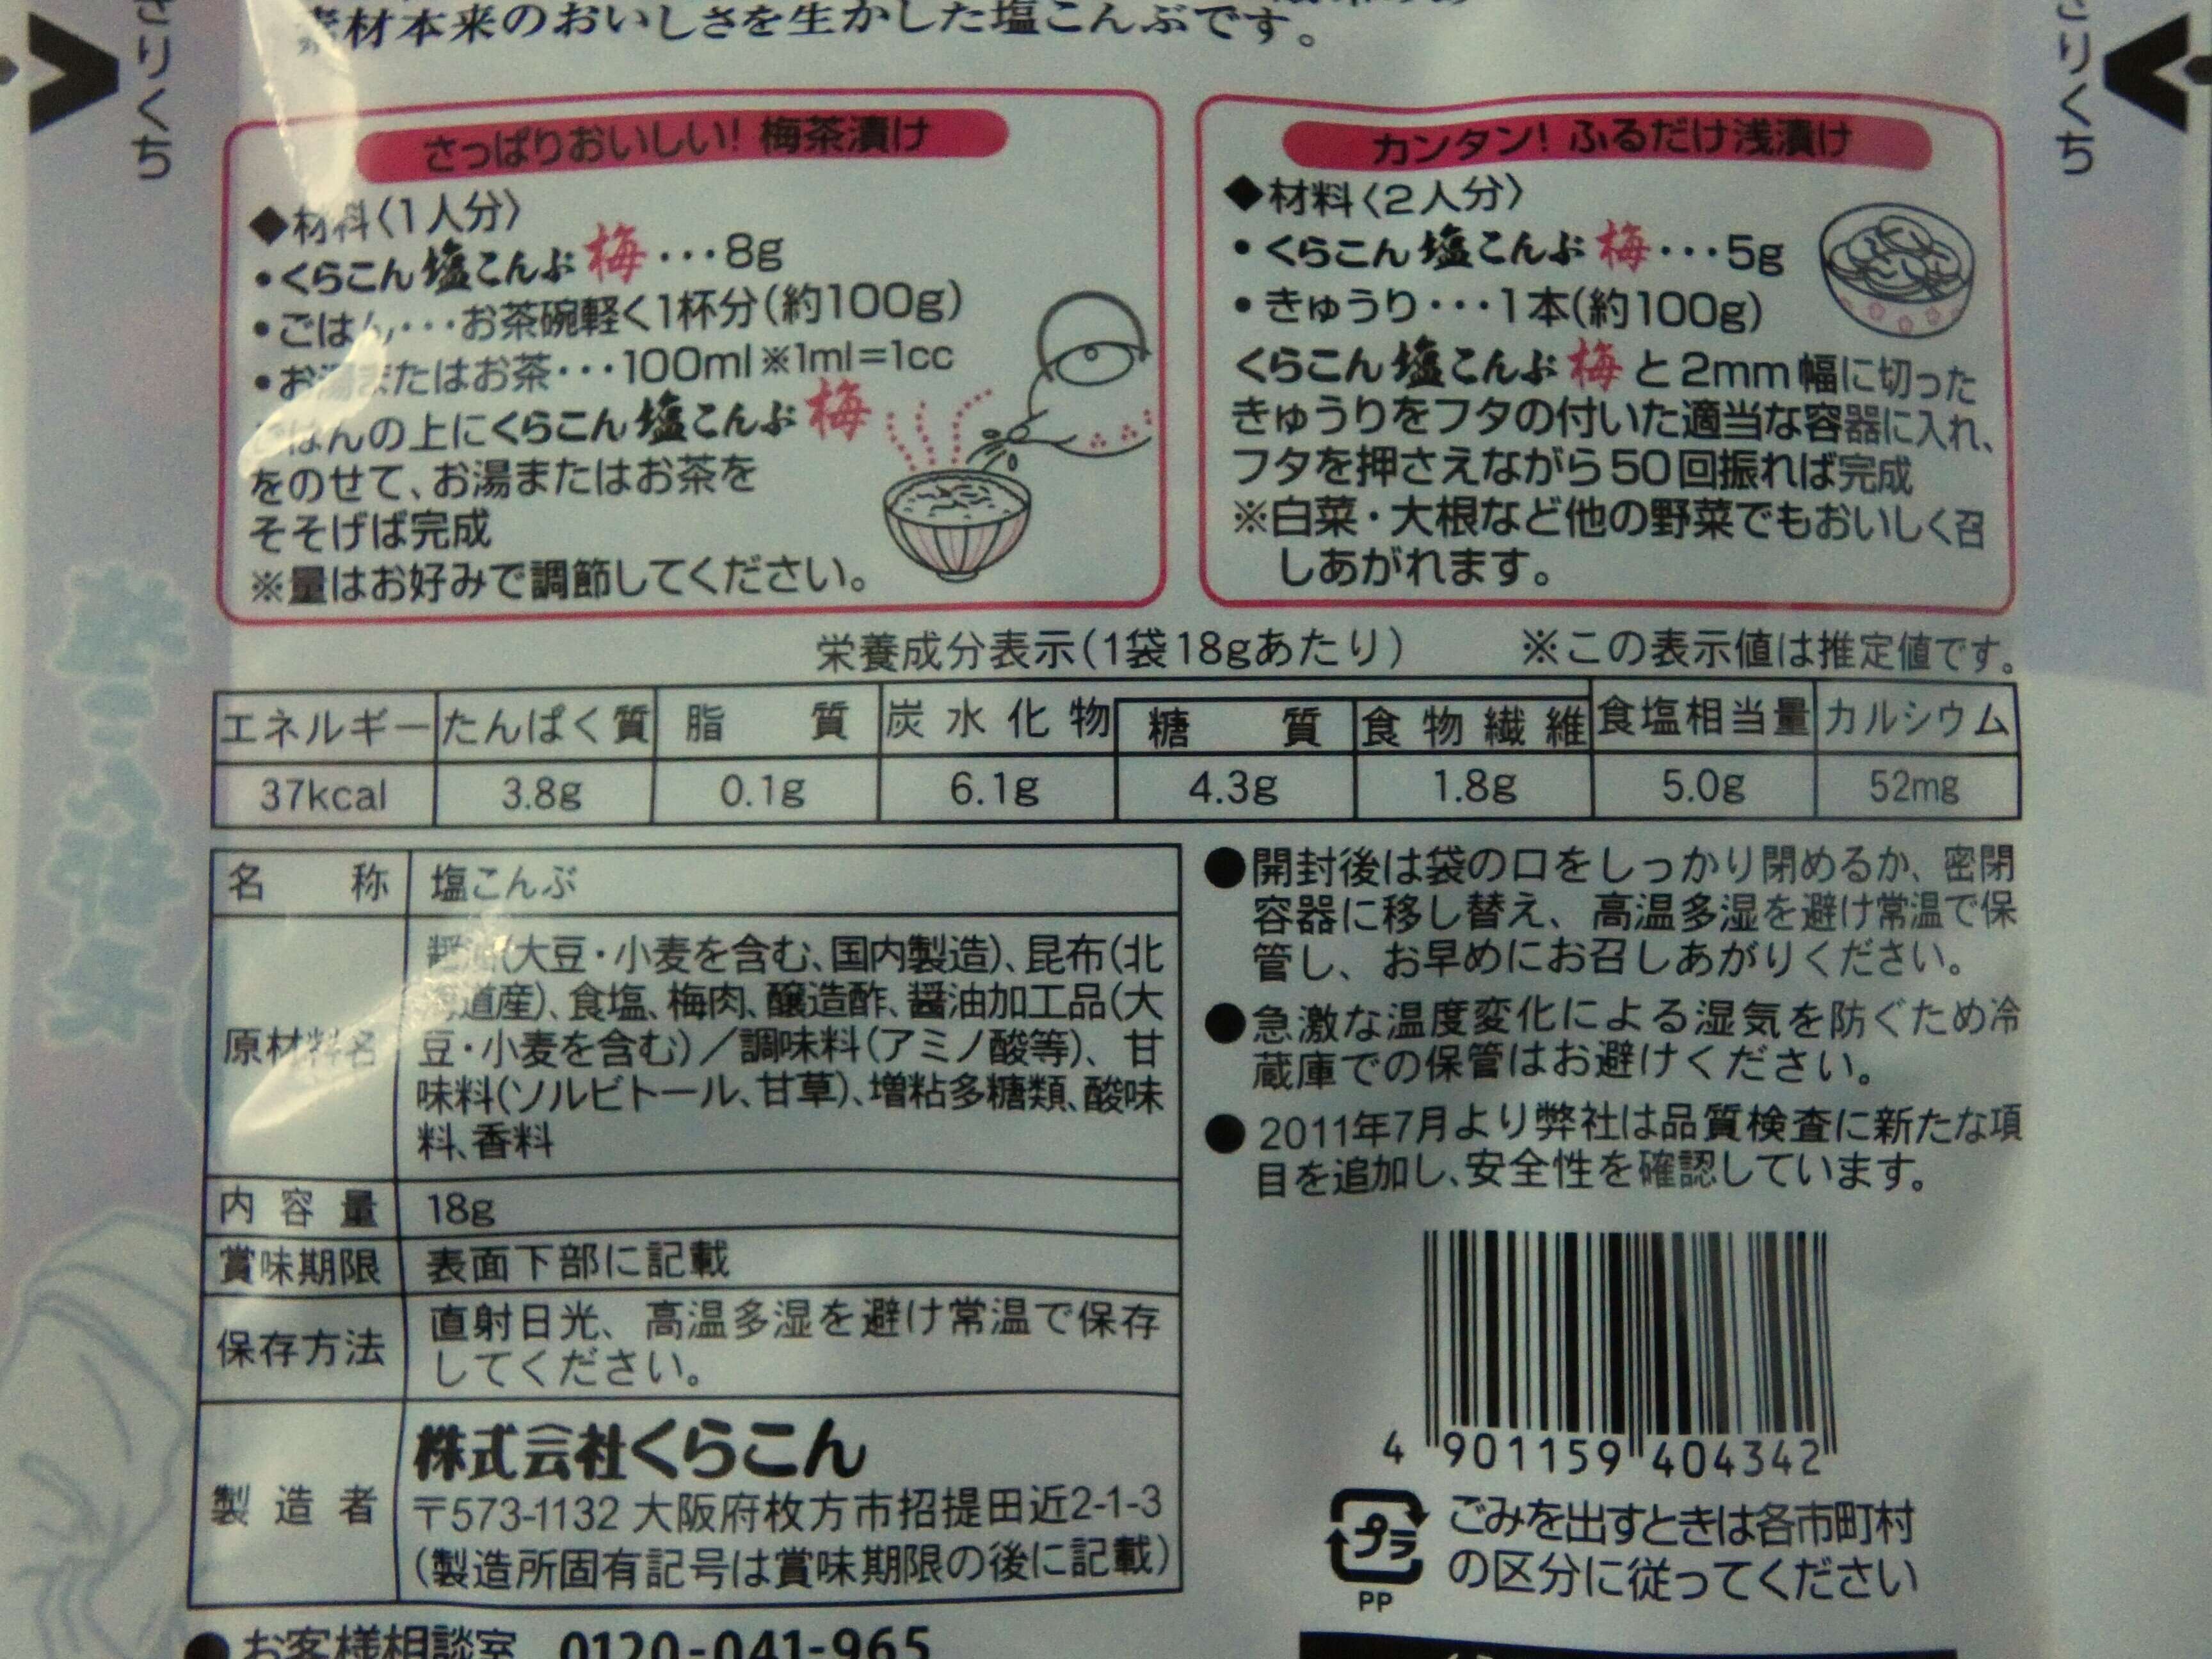 素材本来のおいしさを生かした塩こんぶです。
こりくち
こりくち
さっぱりおいしい! 梅茶漬け
◆材料〈1人分〉
•くらこん塩こんぶ梅･･･8g
•ごはん･･･お茶碗軽く1杯分(約100g)
•お湯またはお茶･･･100ml※1ml=1cc
ごはんの上にくらこん塩こんぶ梅
をのせて、お湯またはお茶を
そそげば完成
※量はお好みで調節してください。
カンタン! ふるだけ浅漬け
◆材料〈2人分〉
•くらこん塩こんぶ梅･･･5g
•きゅうり･･･1本(約100g)
くらこん塩こんぶ梅と2mm幅に切った
きゅうりをフタの付いた適当な容器に入れ、
フタを押さえながら50回振れば完成
※白菜・大根など他の野菜でもおいしく召
しあがれます。
栄養成分表示(1袋18gあたり) ※この表示値は推定値です。
エネルギー たんぱく質 脂質 炭水化物 糖質 食物繊維 食塩相当量 カルシウム
37kcal 3.8g 0.1g 6.1g 4.3g 1.8g 5.0g 52mg
名称 塩こんぶ
原材料名
醤油(大豆・小麦を含む、国内製造)、昆布(北
海道産)、食塩、梅肉、醸造酢、醤油加工品(大
豆・小麦を含む)／調味料(アミノ酸等)、甘
味料(ソルビトール、甘草)、増粘多糖類、酸味
料、香料
内容量 18g
賞味期限 表面下部に記載
保存方法
直射日光、高温多湿を避け常温で保存
してください。
製造者
株式会社くらこん
〒573-1132 大阪府枚方市招提田近2-1-3
(製造所固有記号は賞味期限の後に記載)
●お客様相談室 0120-041-965
●開封後は袋の口をしっかり閉めるか、密閉
容器に移し替え、高温多湿を避け常温で保
管し、お早めにお召しあがりください。
●急激な温度変化による湿気を防ぐため冷
蔵庫での保管はお避けください。
●2011年7月より弊社は品質検査に新たな項
目を追加し、安全性を確認しています。
4 901159 404342
プラ
PP
ごみを出すときは各市町村
の区分に従ってください